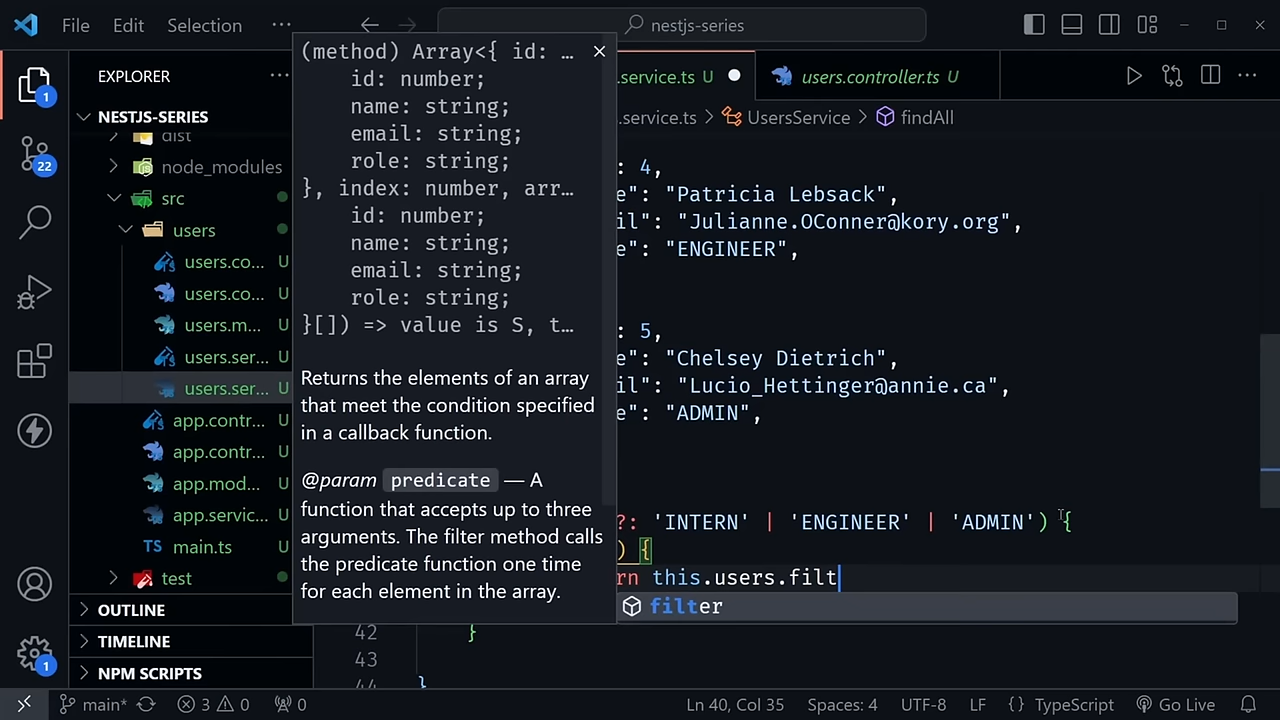 File Edit Selection ··· nestjs-series
EXPLORER ···
NESTJS-SERIES
dist
node_modules
src
users
users.co... U
users.co... U
users.m... U
users.ser... U
users.ser... U
app.contr... U
app.contr... U
app.mod... U
app.servic... U
TS main.ts U
test
OUTLINE
TIMELINE
NPM SCRIPTS
1
22
1
(method) Array<{ id: …
id: number;
name: string;
email: string;
role: string;
}, index: number, arr…
id: number;
name: string;
email: string;
role: string;
}[]) => value is S, t…
Returns the elements of an array
that meet the condition specified
in a callback function.
@param predicate — A
function that accepts up to three
arguments. The filter method calls
the predicate function one time
for each element in the array.
.service.ts U users.controller.ts U ···
.service.ts > UsersService > findAll
: 4,
e": "Patricia Lebsack",
il": "Julianne.OConner@kory.org",
e": "ENGINEER",
: 5,
e": "Chelsey Dietrich",
il": "Lucio_Hettinger@annie.ca",
e": "ADMIN",
?: 'INTERN' | 'ENGINEER' | 'ADMIN') {
) {
rn this.users.filt
filter
42 }
43
44 }
main* 3 0 0 Ln 40, Col 35 Spaces: 4 UTF-8 LF {} TypeScript Go Live